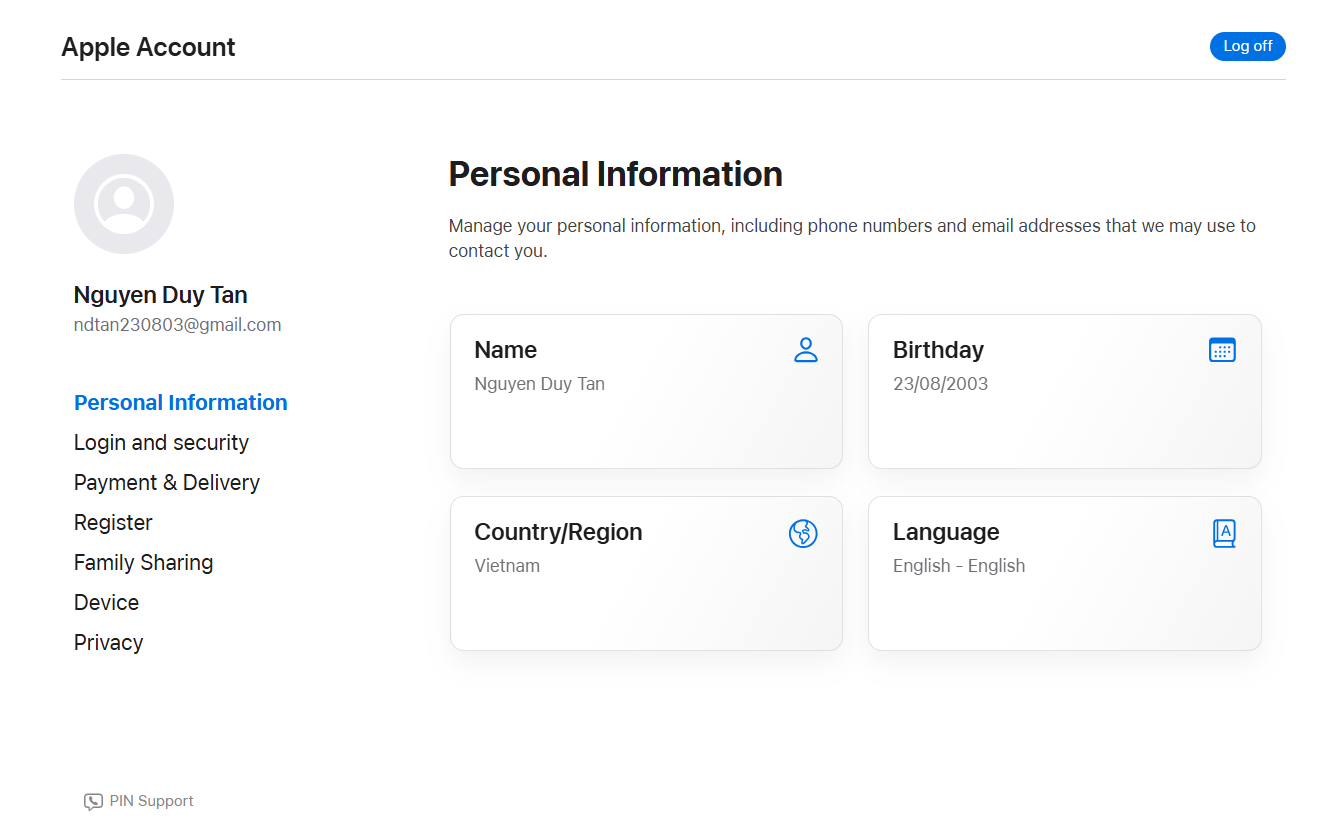 Apple Account
Log off
Nguyen Duy Tan
ndtan230803@gmail.com
Personal Information
Login and security
Payment & Delivery
Register
Family Sharing
Device
Privacy
PIN Support
Personal Information
Manage your personal information, including phone numbers and email addresses that we may use to
contact you.
Name
Nguyen Duy Tan
Birthday
23/08/2003
Country/Region
Vietnam
Language
A
English - English